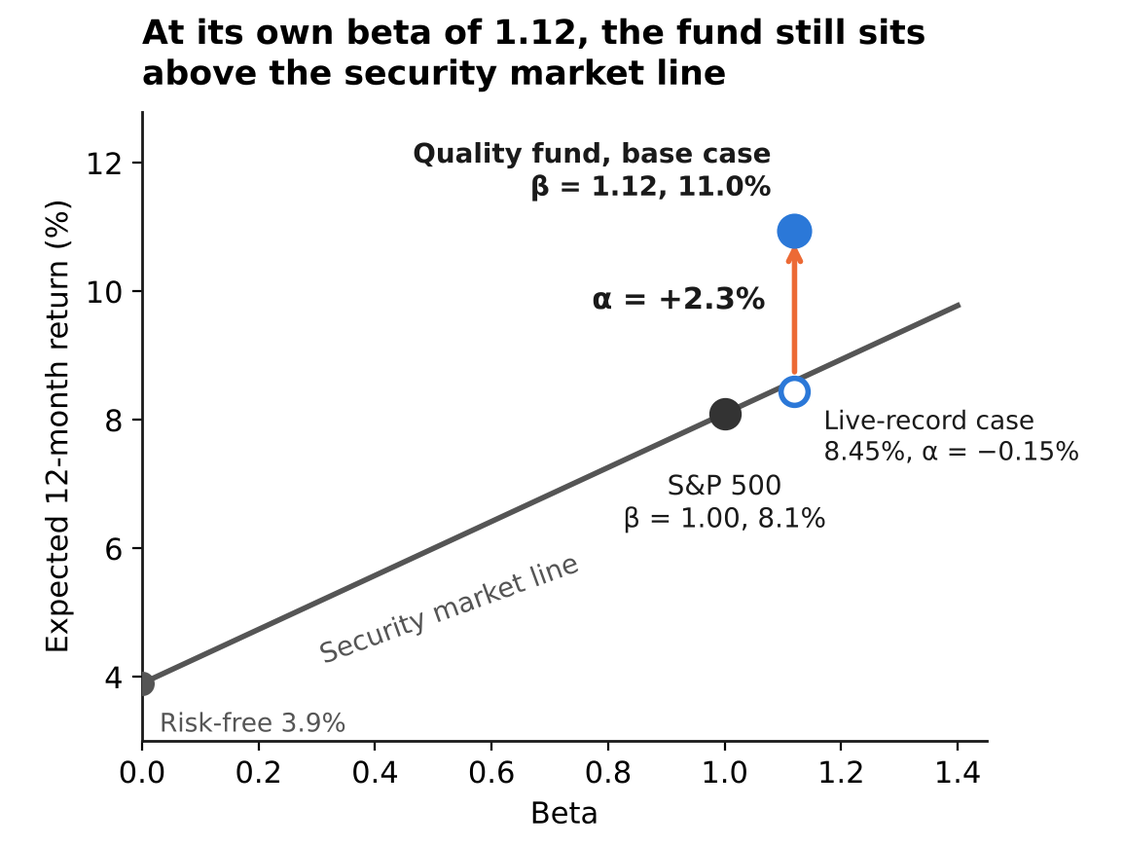 At its own beta of 1.12, the fund still sits
above the security market line
Expected 12-month return (%)
12
10
8
6
4
Quality fund, base case
β = 1.12, 11.0%
α = +2.3%
Live-record case
8.45%, α = −0.15%
S&P 500
β = 1.00, 8.1%
Security market line
Risk-free 3.9%
0.0 0.2 0.4 0.6 0.8 1.0 1.2 1.4
Beta